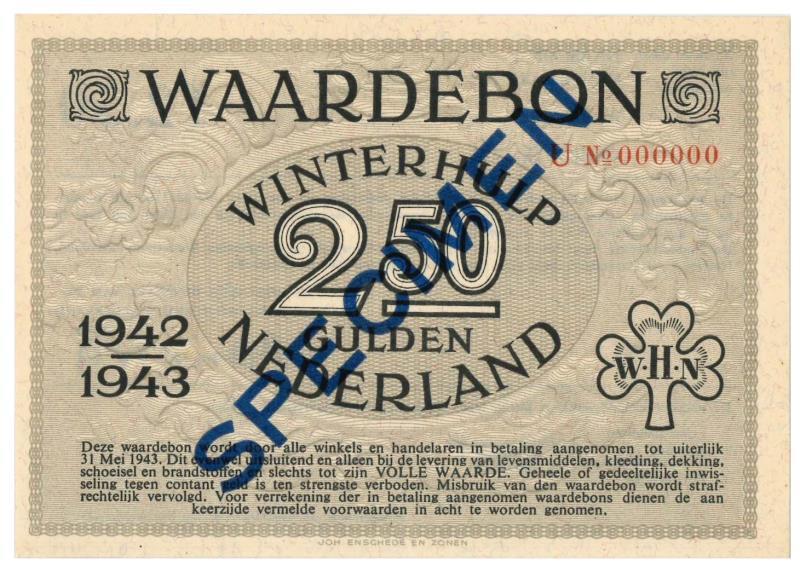 WAARDEBON
U № 000000
WINTERHULP
2,50
GULDEN
NEDERLAND
1942
1943
W·H·N
SPECIMEN
Deze waardebon wordt door alle winkels en handelaren in betaling aangenomen tot uiterlijk
31 Mei 1943. Dit evenwel uitsluitend en alleen bij de levering van levensmiddelen, kleeding, dekking,
schoeisel en brandstoffen en slechts tot zijn VOLLE WAARDE. Geheele of gedeeltelijke inwis-
seling tegen contant geld is ten strengste verboden. Misbruik van den waardebon wordt straf-
rechtelijk vervolgd. Voor verrekening der in betaling aangenomen waardebons dienen de aan
keerzijde vermelde voorwaarden in acht te worden genomen.
JOH. ENSCHEDÉ EN ZONEN